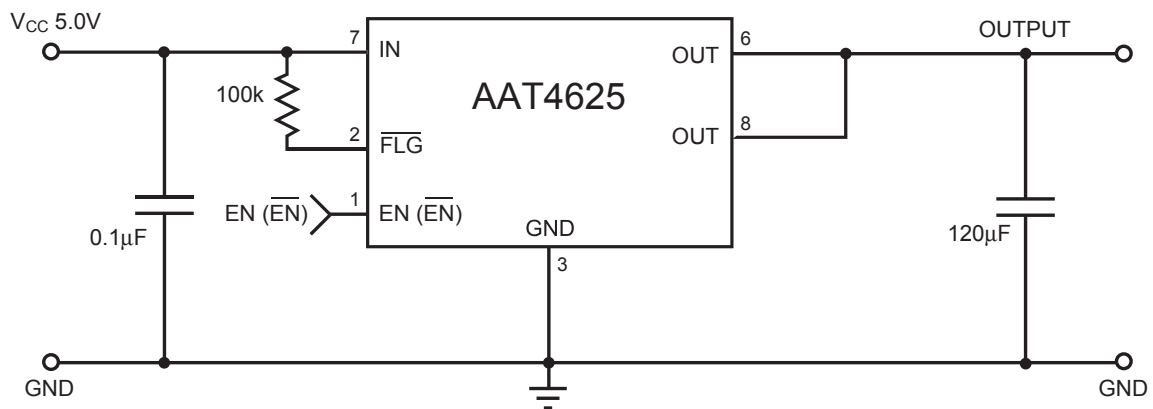 V_CC 5.0V
OUTPUT
7
IN
6
OUT
100k
AAT4625
2
FLG
8
OUT
1
EN (EN)
EN (EN)
0.1μF
GND
3
120μF
GND
GND